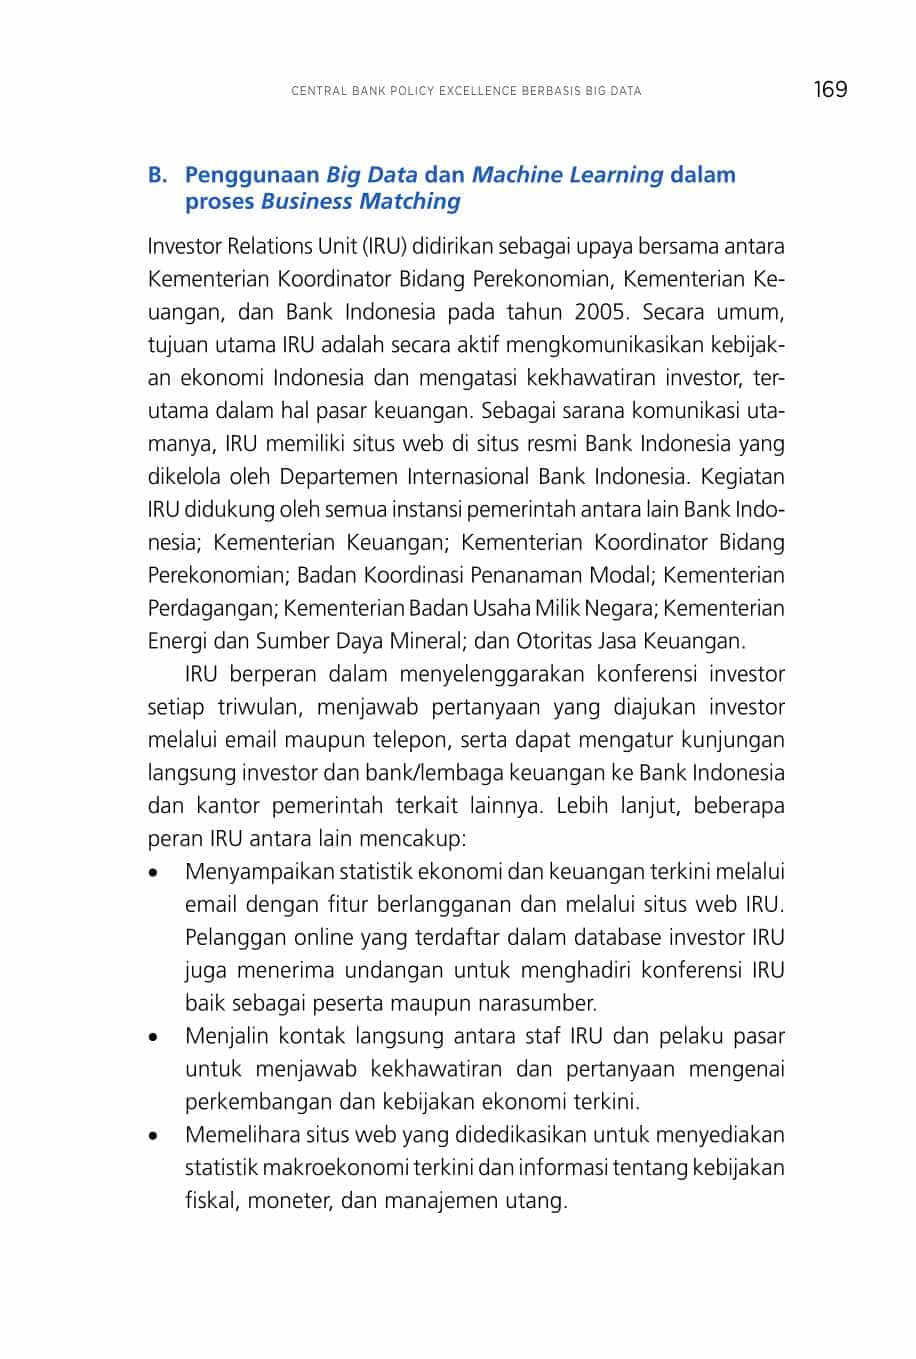 CENTRAL BANK POLICY EXCELLENCE BERBASIS BIG DATA 169
B. Penggunaan Big Data dan Machine Learning dalam
proses Business Matching
Investor Relations Unit (IRU) didirikan sebagai upaya bersama antara
Kementerian Koordinator Bidang Perekonomian, Kementerian Ke-
uangan, dan Bank Indonesia pada tahun 2005. Secara umum,
tujuan utama IRU adalah secara aktif mengkomunikasikan kebijak-
an ekonomi Indonesia dan mengatasi kekhawatiran investor, ter-
utama dalam hal pasar keuangan. Sebagai sarana komunikasi uta-
manya, IRU memiliki situs web di situs resmi Bank Indonesia yang
dikelola oleh Departemen Internasional Bank Indonesia. Kegiatan
IRU didukung oleh semua instansi pemerintah antara lain Bank Indo-
nesia; Kementerian Keuangan; Kementerian Koordinator Bidang
Perekonomian; Badan Koordinasi Penanaman Modal; Kementerian
Perdagangan; Kementerian Badan Usaha Milik Negara; Kementerian
Energi dan Sumber Daya Mineral; dan Otoritas Jasa Keuangan.
IRU berperan dalam menyelenggarakan konferensi investor
setiap triwulan, menjawab pertanyaan yang diajukan investor
melalui email maupun telepon, serta dapat mengatur kunjungan
langsung investor dan bank/lembaga keuangan ke Bank Indonesia
dan kantor pemerintah terkait lainnya. Lebih lanjut, beberapa
peran IRU antara lain mencakup:
• Menyampaikan statistik ekonomi dan keuangan terkini melalui
email dengan fitur berlangganan dan melalui situs web IRU.
Pelanggan online yang terdaftar dalam database investor IRU
juga menerima undangan untuk menghadiri konferensi IRU
baik sebagai peserta maupun narasumber.
• Menjalin kontak langsung antara staf IRU dan pelaku pasar
untuk menjawab kekhawatiran dan pertanyaan mengenai
perkembangan dan kebijakan ekonomi terkini.
• Memelihara situs web yang didedikasikan untuk menyediakan
statistik makroekonomi terkini dan informasi tentang kebijakan
fiskal, moneter, dan manajemen utang.